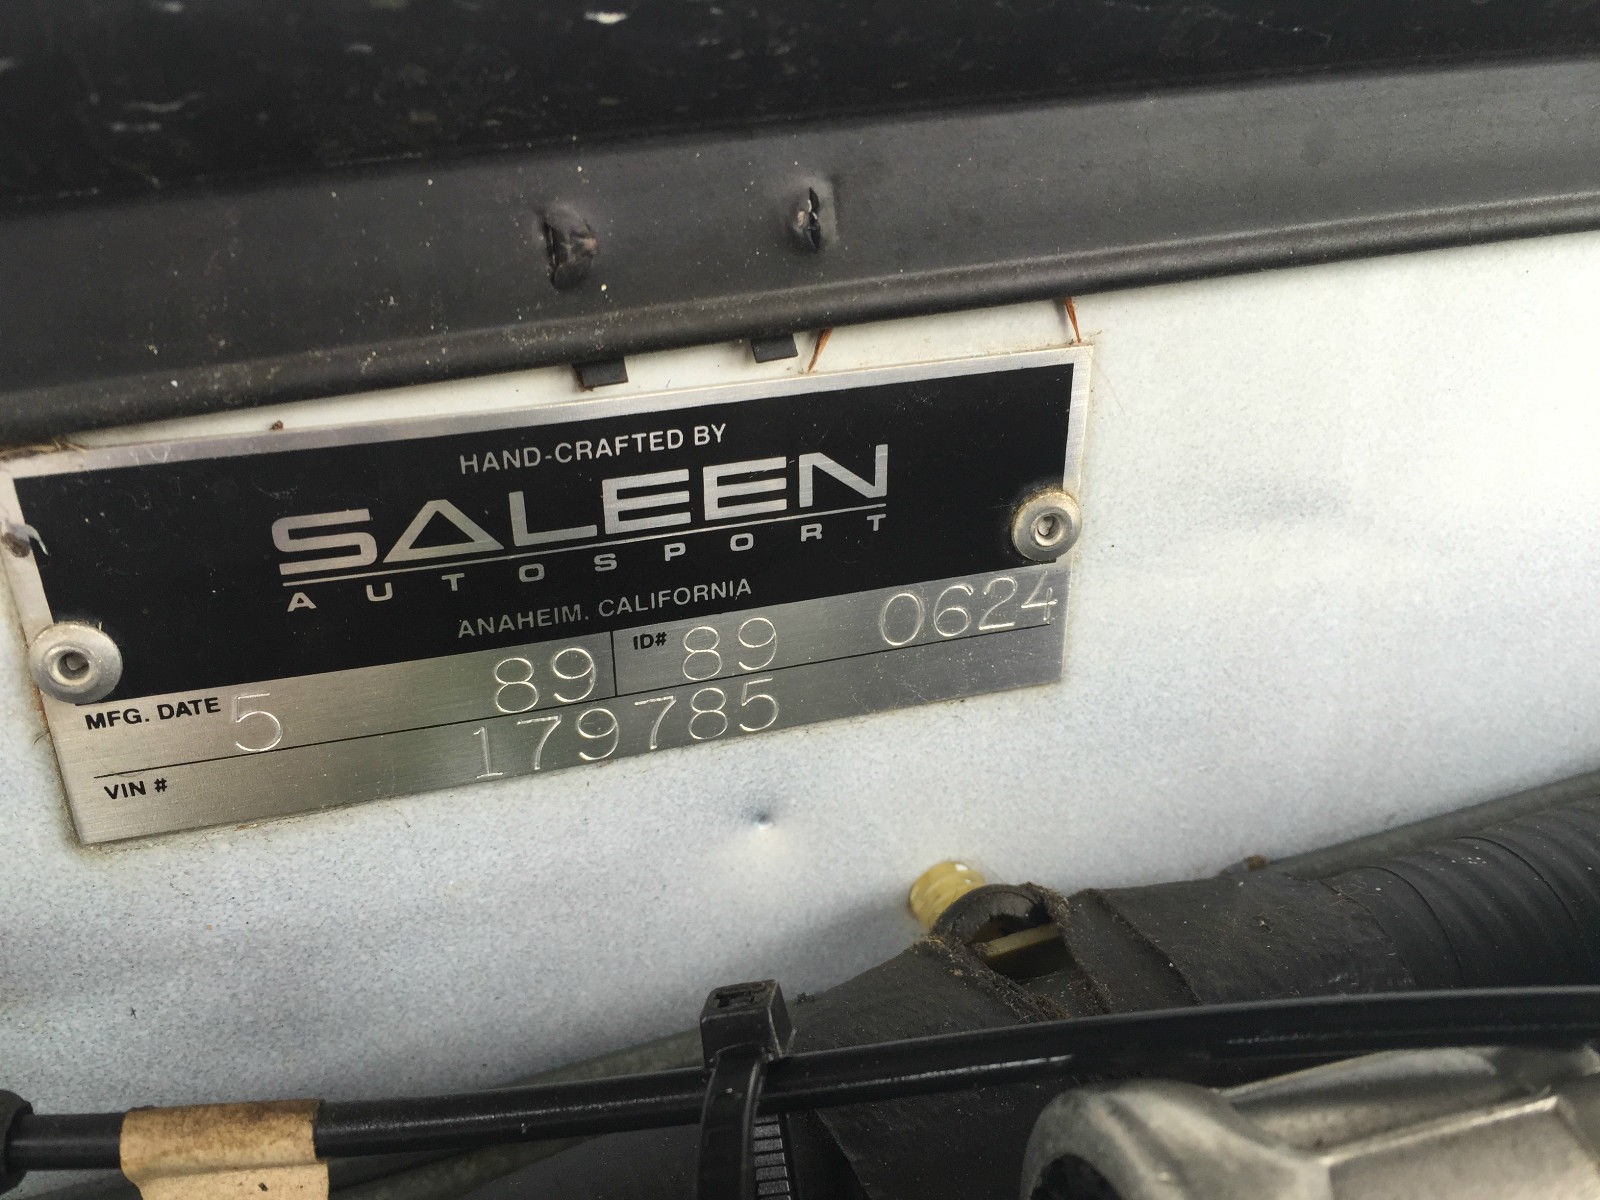 HAND-CRAFTED BY
SALEEN
AUTOSPORT
ANAHEIM. CALIFORNIA
MFG. DATE 5 89 ID# 89 0624
VIN # 179785